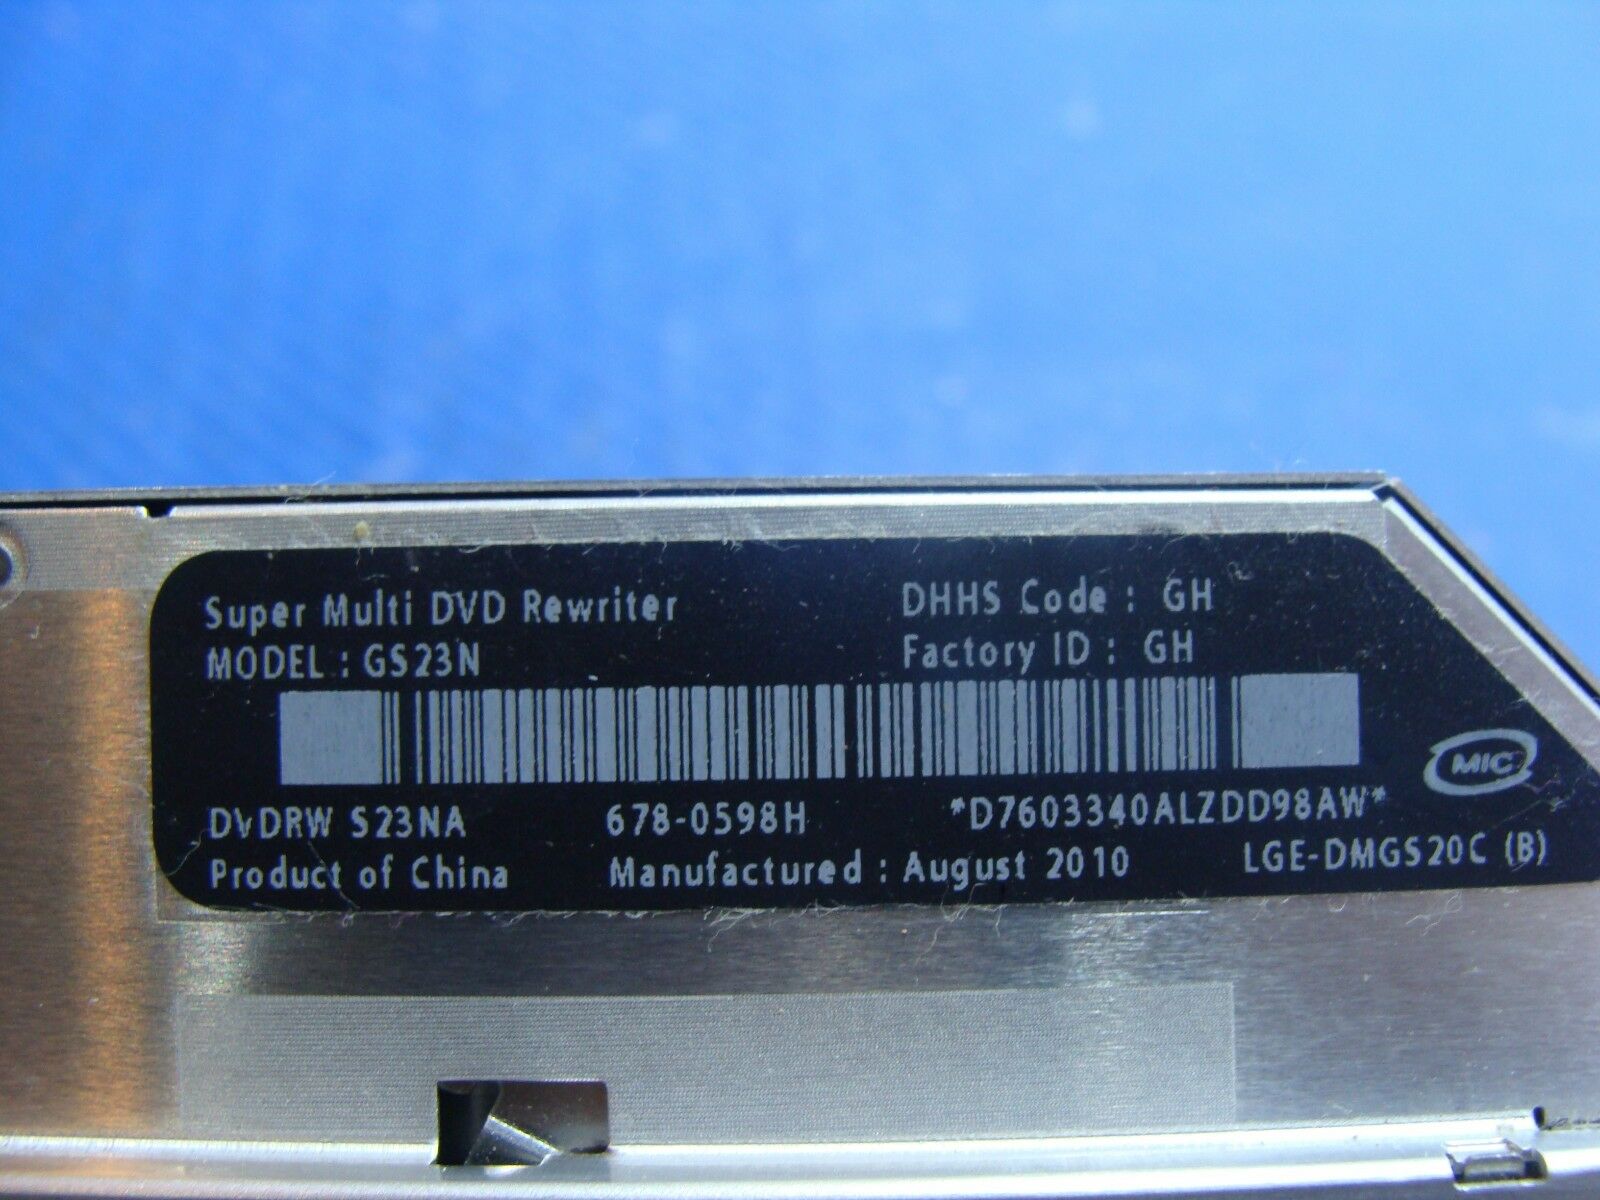 Super Multi DVD Rewriter
DHHS Code : GH
MODEL : GS23N
Factory ID : GH
MIC
DVDRW S23NA 678-0598H *D7603340ALZDD98AW*
Product of China Manufactured : August 2010 LGE-DMGS20C (B)